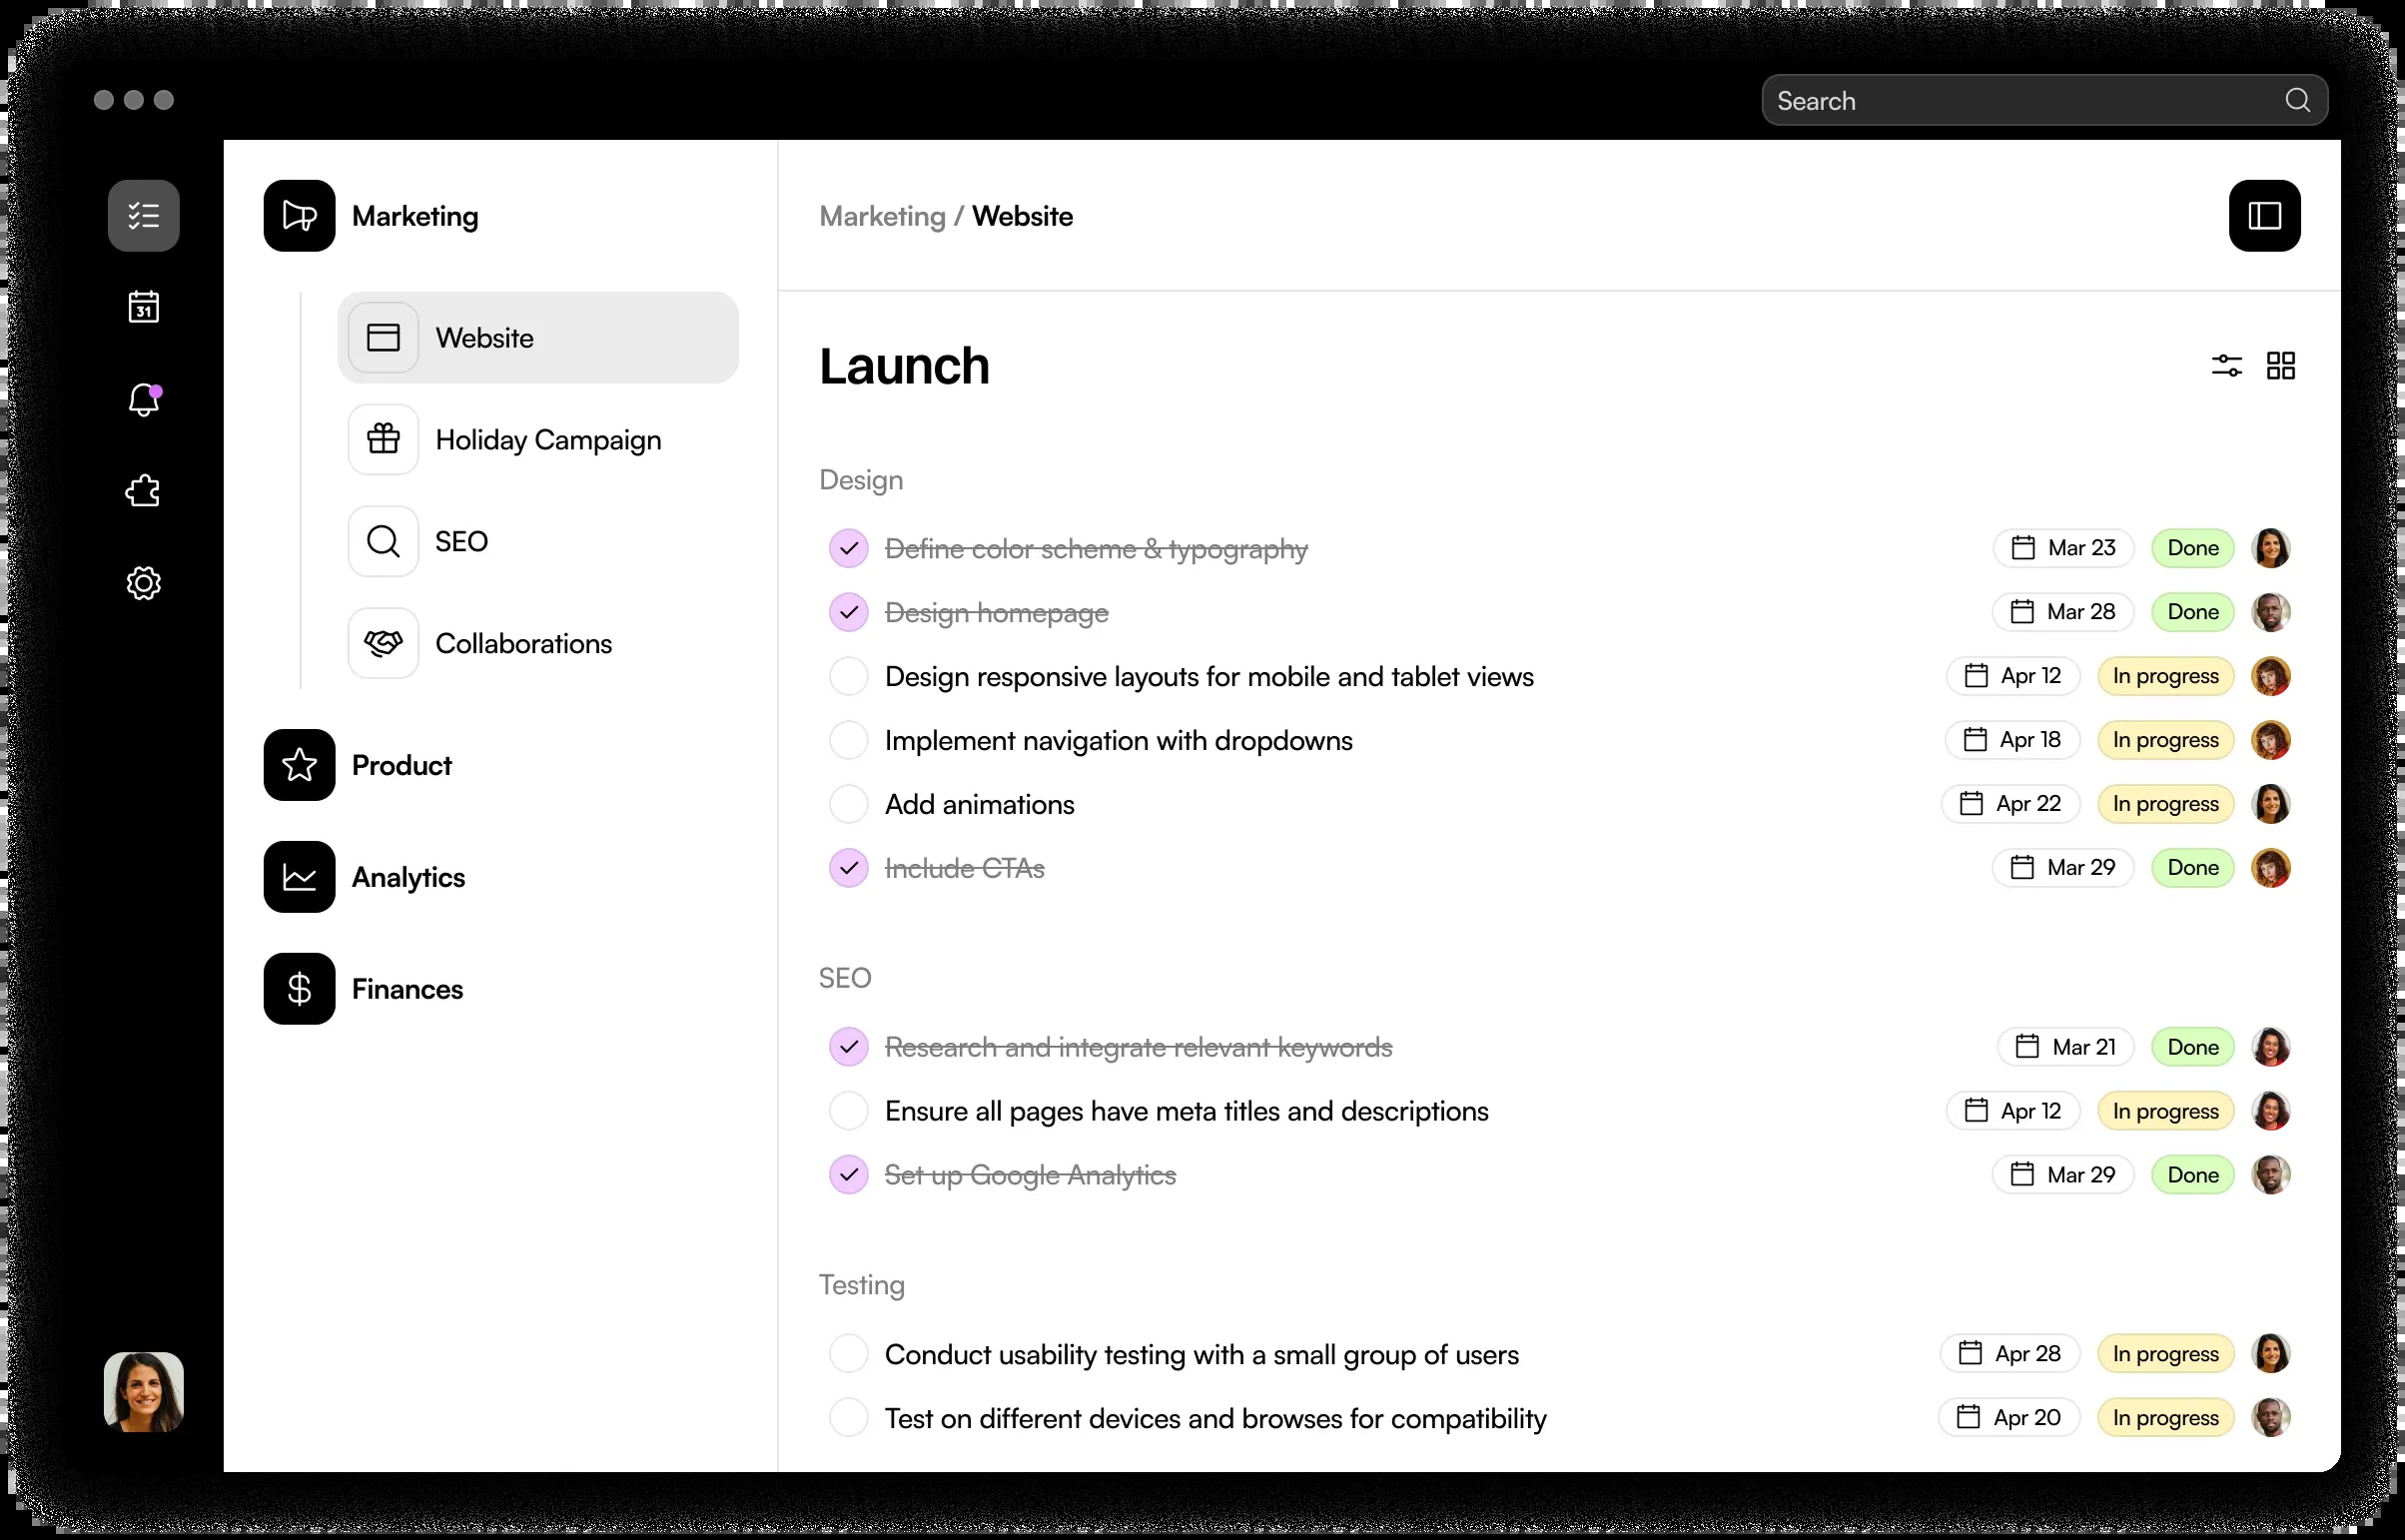 Search
Marketing
Website
Holiday Campaign
SEO
Collaborations
Product
Analytics
Finances
31
Marketing / Website
Launch
Design
Define color scheme & typography Mar 23 Done
Design homepage Mar 28 Done
Design responsive layouts for mobile and tablet views Apr 12 In progress
Implement navigation with dropdowns Apr 18 In progress
Add animations Apr 22 In progress
Include CTAs Mar 29 Done
SEO
Research and integrate relevant keywords Mar 21 Done
Ensure all pages have meta titles and descriptions Apr 12 In progress
Set up Google Analytics Mar 29 Done
Testing
Conduct usability testing with a small group of users Apr 28 In progress
Test on different devices and browses for compatibility Apr 20 In progress